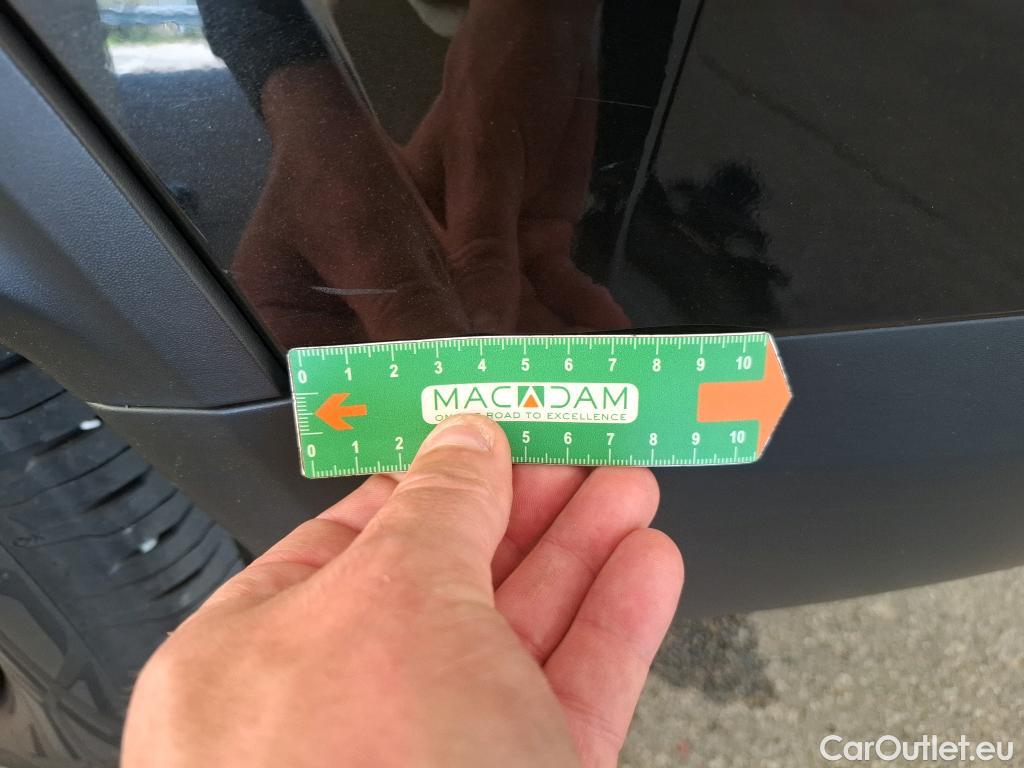 0 1 2 3 4 5 6 7 8 9 10
MACADAM
ROAD TO EXCELLENCE
0 1 2 5 6 7 8 9 10
CarOutlet.eu